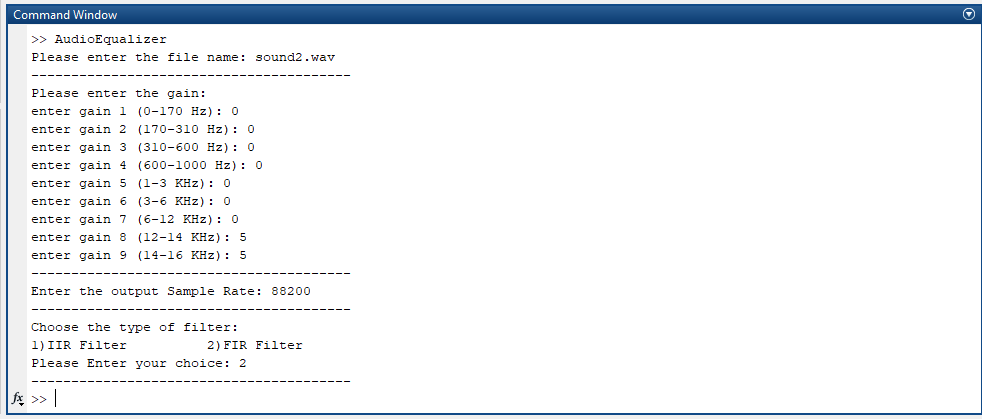 Command Window
>> AudioEqualizer
Please enter the file name: sound2.wav
----------------------------------------
Please enter the gain:
enter gain 1 (0-170 Hz): 0
enter gain 2 (170-310 Hz): 0
enter gain 3 (310-600 Hz): 0
enter gain 4 (600-1000 Hz): 0
enter gain 5 (1-3 KHz): 0
enter gain 6 (3-6 KHz): 0
enter gain 7 (6-12 KHz): 0
enter gain 8 (12-14 KHz): 5
enter gain 9 (14-16 KHz): 5
----------------------------------------
Enter the output Sample Rate: 88200
----------------------------------------
Choose the type of filter:
1)IIR Filter          2)FIR Filter
Please Enter your choice: 2
----------------------------------------
fx >>